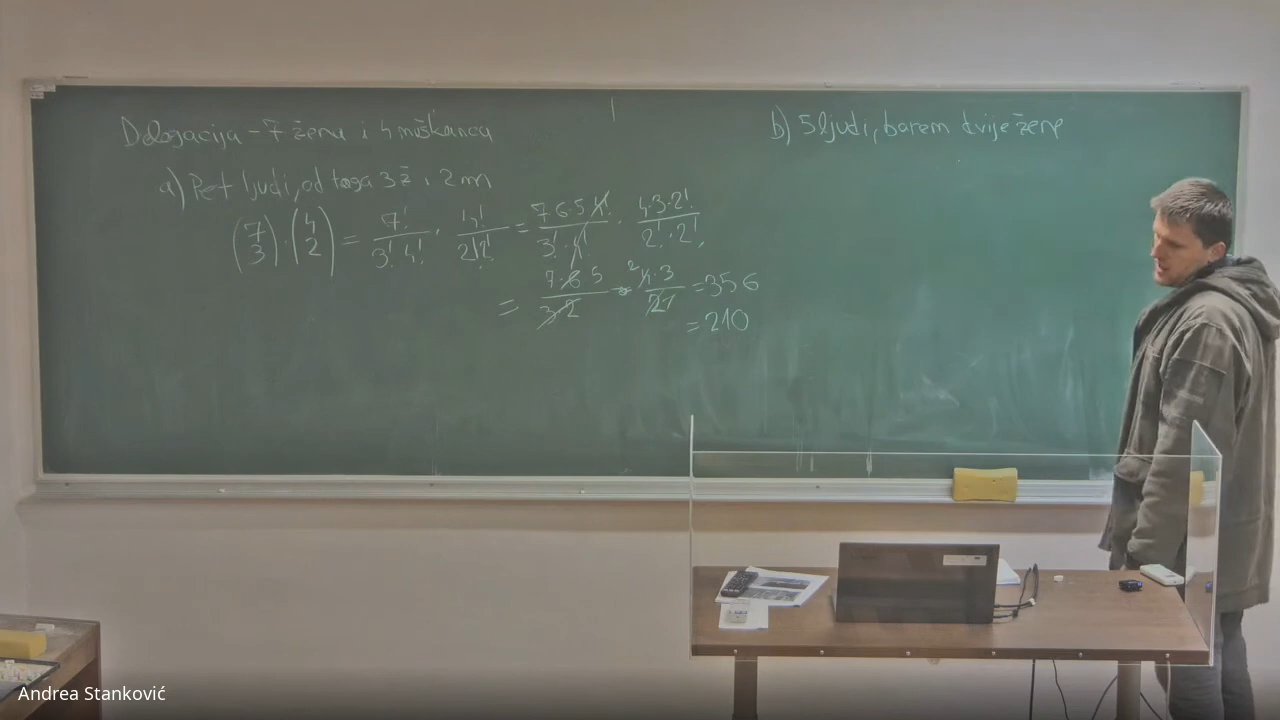 Delegacija - 7 žena i 4 muškarca
a) Pet ljudi, od toga 3 ž i 2 m
(7 3) · (4 2) = 7!/3! 4! · 4!/2! 2! = 7·6·5·4!/3!·4! · 4·3·2!/2!·2!
= 7·6·5/3·2 · 4·3/2·1 = 35·6
= 210
b) 5 ljudi, barem dvije žene
Andrea Stanković